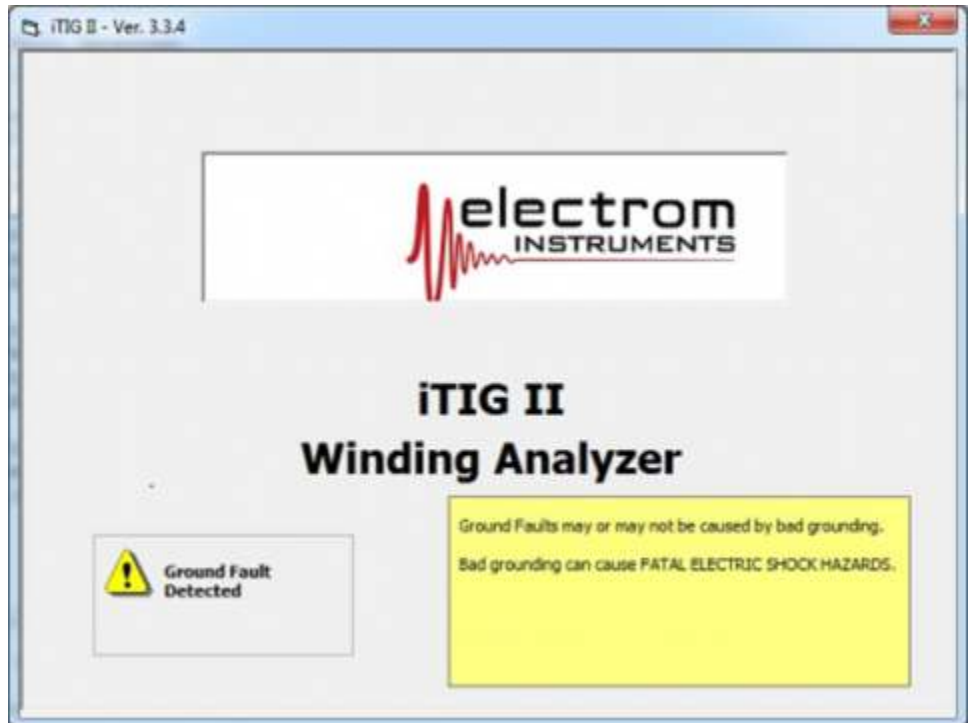 iTIG II - Ver. 3.3.4
electrom
INSTRUMENTS
iTIG II
Winding Analyzer
Ground Faults may or may not be caused by bad grounding.
Bad grounding can cause FATAL ELECTRIC SHOCK HAZARDS.
Ground Fault
Detected